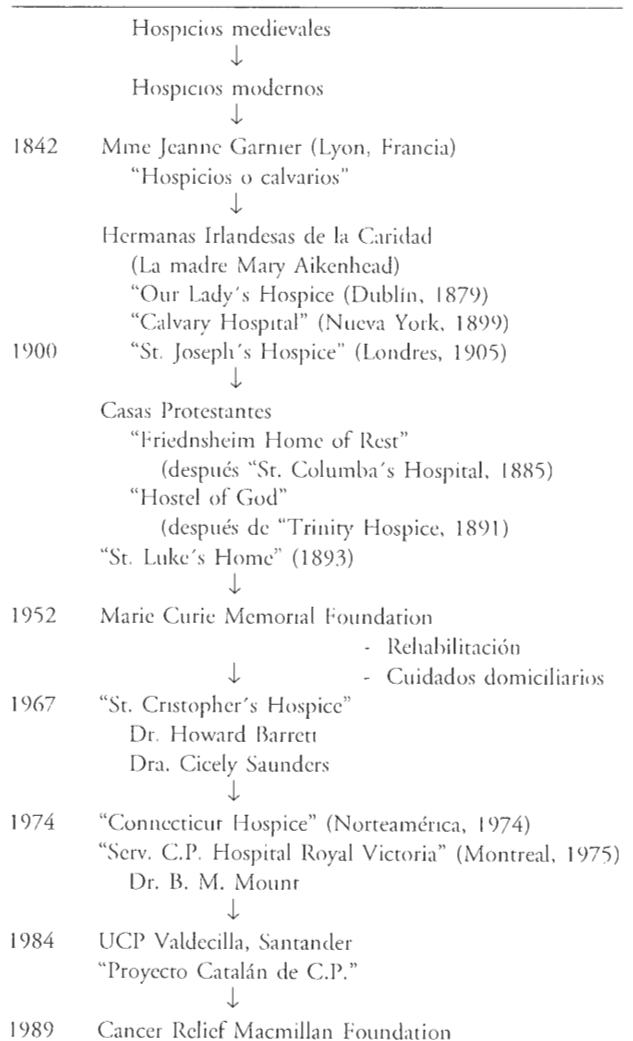 Hospicios medievales
↓
Hospicios modernos
↓
1842 Mme Jeanne Garnier (Lyon, Francia)
“Hospicios o calvarios”
↓
Hermanas Irlandesas de la Caridad
(La madre Mary Aikenhead)
“Our Lady´s Hospice (Dublín, 1879)
“Calvary Hospital” (Nueva York, 1899)
1900 “St. Joseph´s Hospice” (Londres, 1905)
↓
Casas Protestantes
“Friednsheim Home of Rest”
(después “St. Columba´s Hospital, 1885)
“Hostel of God”
(después de “Trinity Hospice, 1891)
“St. Luke´s Home” (1893)
↓
1952 Marie Curie Memorial Foundation
- Rehabilitación
↓ - Cuidados domiciliarios
1967 “St. Cristopher´s Hospice”
Dr. Howard Barrett
Dra. Cicely Saunders
↓
1974 “Connecticut Hospice” (Norteamérica, 1974)
“Serv. C.P. Hospital Royal Victoria” (Montreal, 1975)
Dr. B. M. Mount
↓
1984 UCP Valdecilla, Santander
“Proyecto Catalán de C.P.”
↓
1989 Cancer Relief Macmillan Foundation